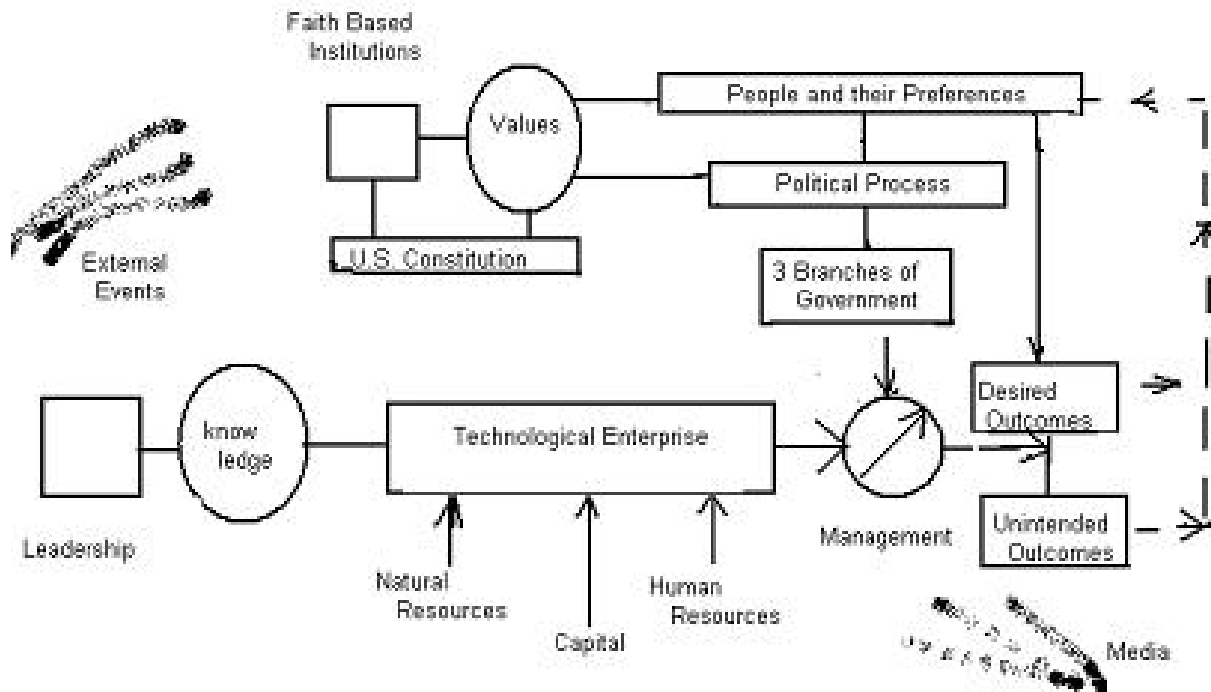 Faith Based
Institutions
People and their Preferences
Values
Political Process
U.S. Constitution
External
Events
3 Branches of
Government
Desired
Outcomes
know
ledge
Technological Enterprise
Leadership
Management
Unintended
Outcomes
Natural
Resources
Human
Resources
Capital
Media